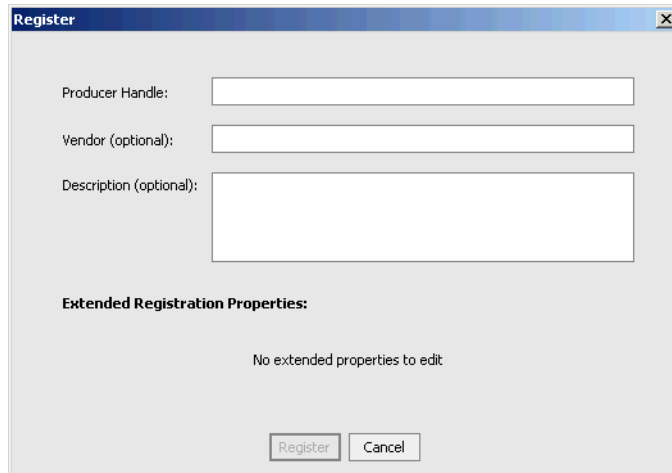 Register
Producer Handle:
Vendor (optional):
Description (optional):
Extended Registration Properties:
No extended properties to edit
Register Cancel